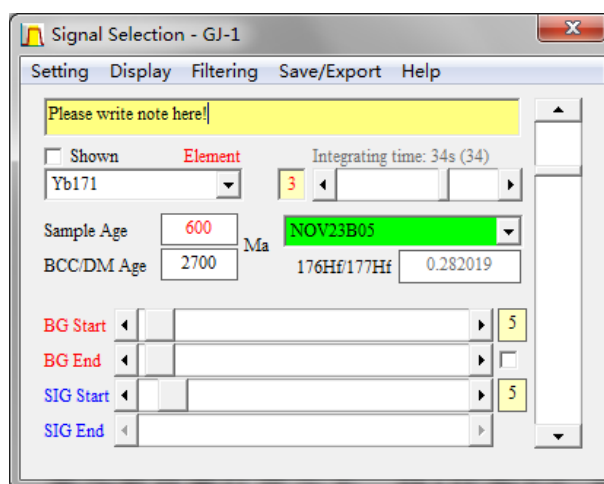 Signal Selection - GJ-1
Setting Display Filtering Save/Export Help
Please write note here!
Shown Element Integrating time: 34s (34)
Yb171 3
Sample Age 600 Ma NOV23B05
BCC/DM Age 2700 176Hf/177Hf 0.282019
BG Start 5
BG End
SIG Start 5
SIG End